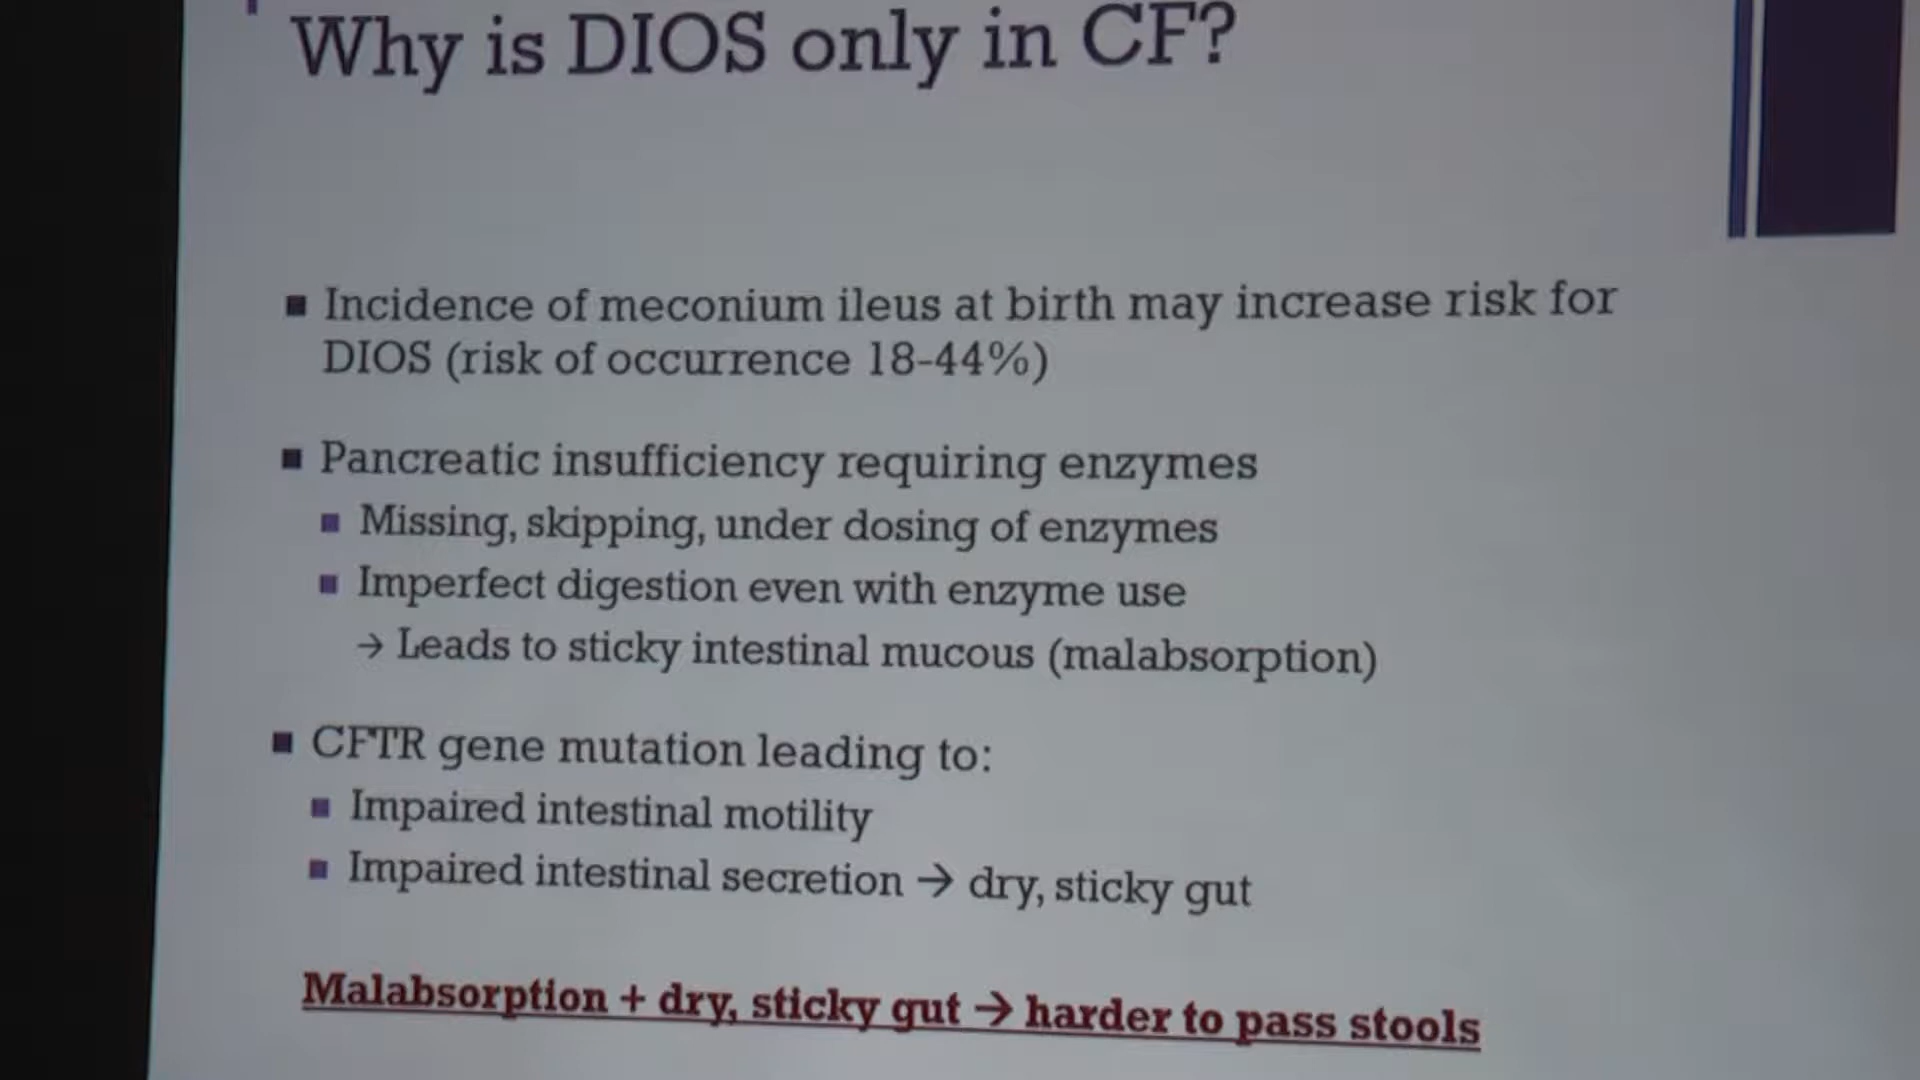 Why is DIOS only in CF?
■ Incidence of meconium ileus at birth may increase risk for
DIOS (risk of occurrence 18-44%)
■ Pancreatic insufficiency requiring enzymes
■ Missing, skipping, under dosing of enzymes
■ Imperfect digestion even with enzyme use
→ Leads to sticky intestinal mucous (malabsorption)
■ CFTR gene mutation leading to:
■ Impaired intestinal motility
■ Impaired intestinal secretion → dry, sticky gut
Malabsorption + dry, sticky gut → harder to pass stools